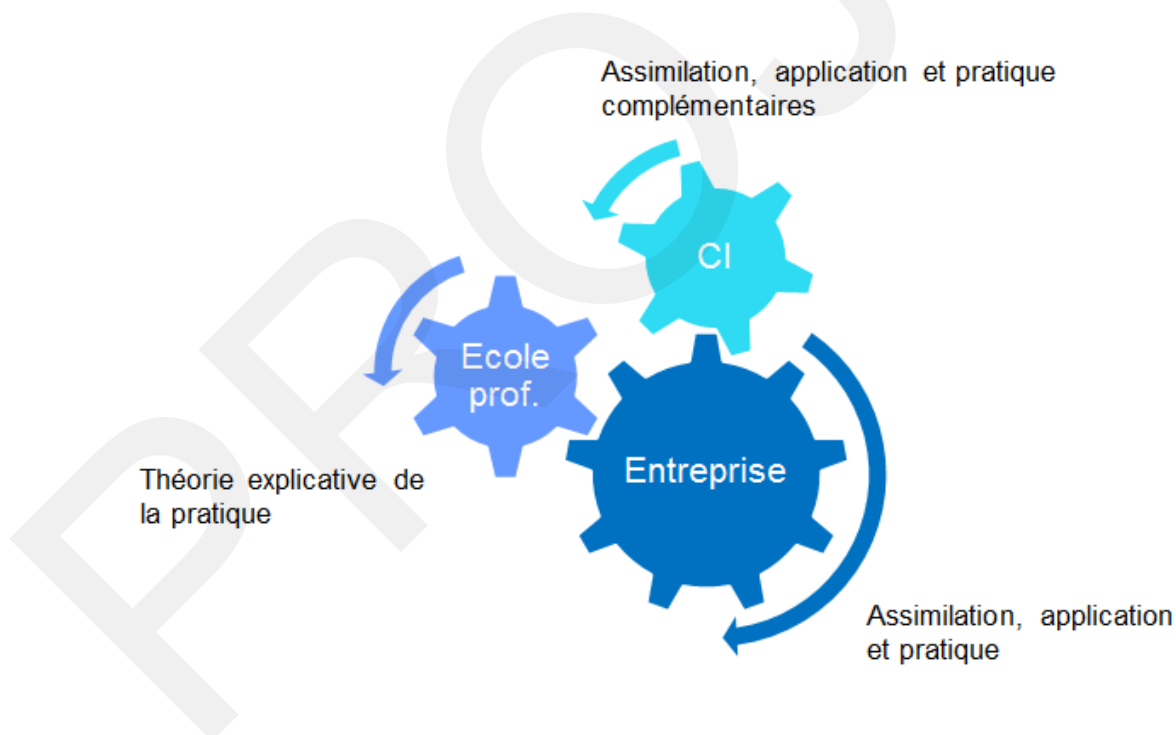 Assimilation, application et pratique
complémentaires
CI
Ecole
prof.
Entreprise
Théorie explicative de
la pratique
Assimilation, application
et pratique